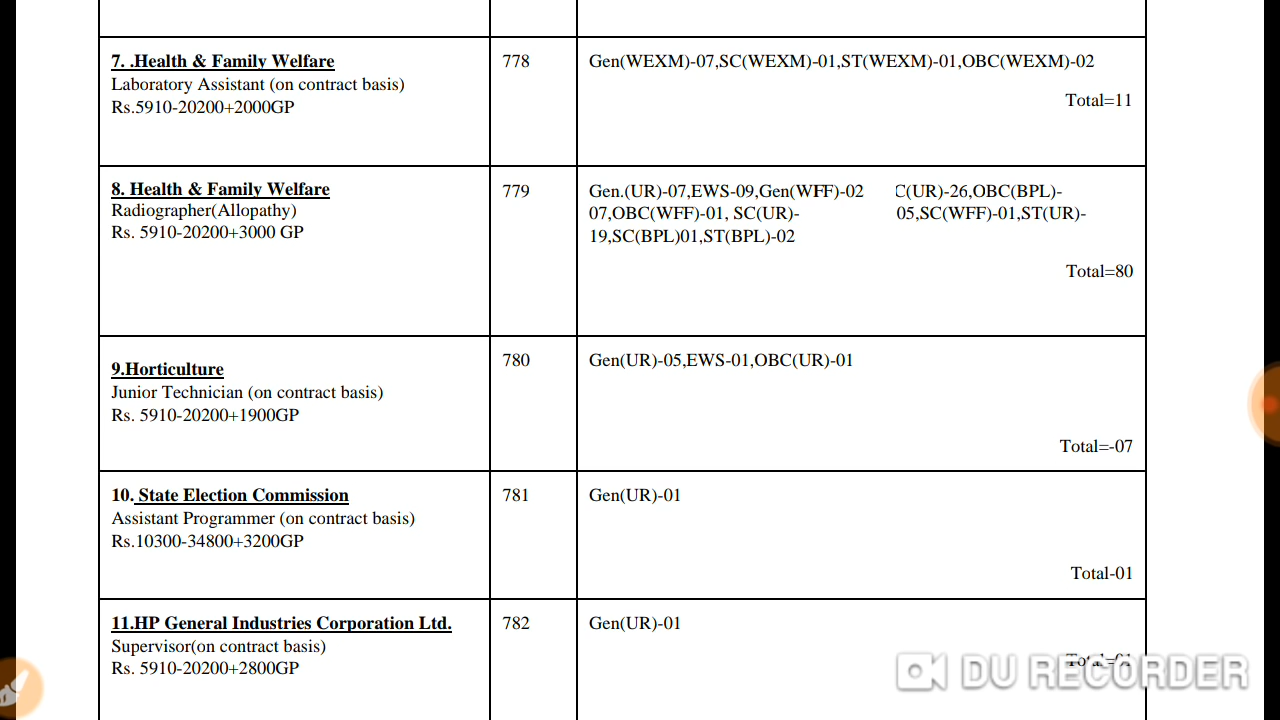 7. .Health & Family Welfare
Laboratory Assistant (on contract basis)
Rs.5910-20200+2000GP
778
Gen(WEXM)-07,SC(WEXM)-01,ST(WEXM)-01,OBC(WEXM)-02
Total=11
8. Health & Family Welfare
Radiographer(Allopathy)
Rs. 5910-20200+3000 GP
779
Gen.(UR)-07,EWS-09,Gen(WFF)-02 C(UR)-26,OBC(BPL)-
07,OBC(WFF)-01, SC(UR)- 05,SC(WFF)-01,ST(UR)-
19,SC(BPL)01,ST(BPL)-02
Total=80
9.Horticulture
Junior Technician (on contract basis)
Rs. 5910-20200+1900GP
780
Gen(UR)-05,EWS-01,OBC(UR)-01
Total=-07
10. State Election Commission
Assistant Programmer (on contract basis)
Rs.10300-34800+3200GP
781
Gen(UR)-01
Total-01
11.HP General Industries Corporation Ltd.
Supervisor(on contract basis)
Rs. 5910-20200+2800GP
782
Gen(UR)-01
Total=01
DU RECORDER